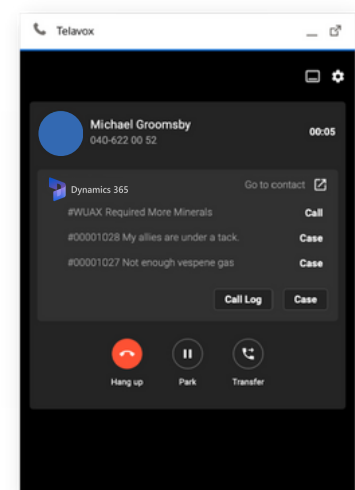 Telavox
Michael Groomsby
040-622 00 52
00:05
Dynamics 365
Go to contact
#WUAX Required More Minerals
Call
#00001028 My allies are under a tack.
Case
#00001027 Not enough vespene gas
Case
Call Log
Case
Hang up
Park
Transfer